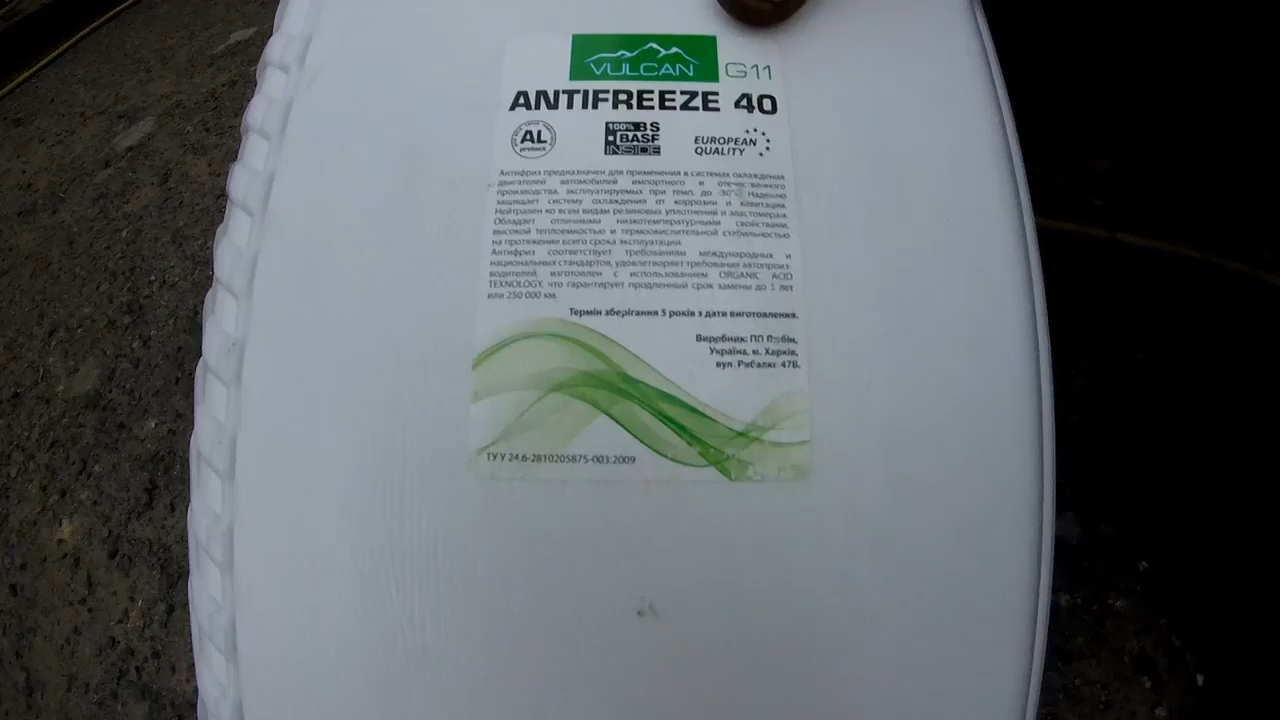 VULCAN G11
ANTIFREEZE 40
AL
protect
100% BS
BASF
INSIDE
EUROPEAN
QUALITY
Антифриз предназначен для применения в системах охлаждения
двигателей автомобилей импортного и отечественного
производства, эксплуатируемых при темп. до Надежно
защищает систему охлаждения от коррозии и кавитации.
Нейтрален ко всем видам резиновых уплотнений и эластомерам.
Обладает отличными низкотемпературными свойствами,
высокой теплоемкостью и термоокислительной стабильностью
на протяжении всего срока эксплуатации.
Антифриз соответствует требованиям международных и
национальных стандартов, удовлетворяет требования автопроиз-
водителей, изготовлен с использованием ORGANIC ACID
TEXNOLOGY, что гарантирует продленный срок замены до 5 лет
или 250 000 км.
Термін зберігання 5 років з дати виготовлення.
Виробник: ПП
Україна, м. Харків,
вул. Рибалка 47В.
ТУ У 24.6-2810205875-003:2009